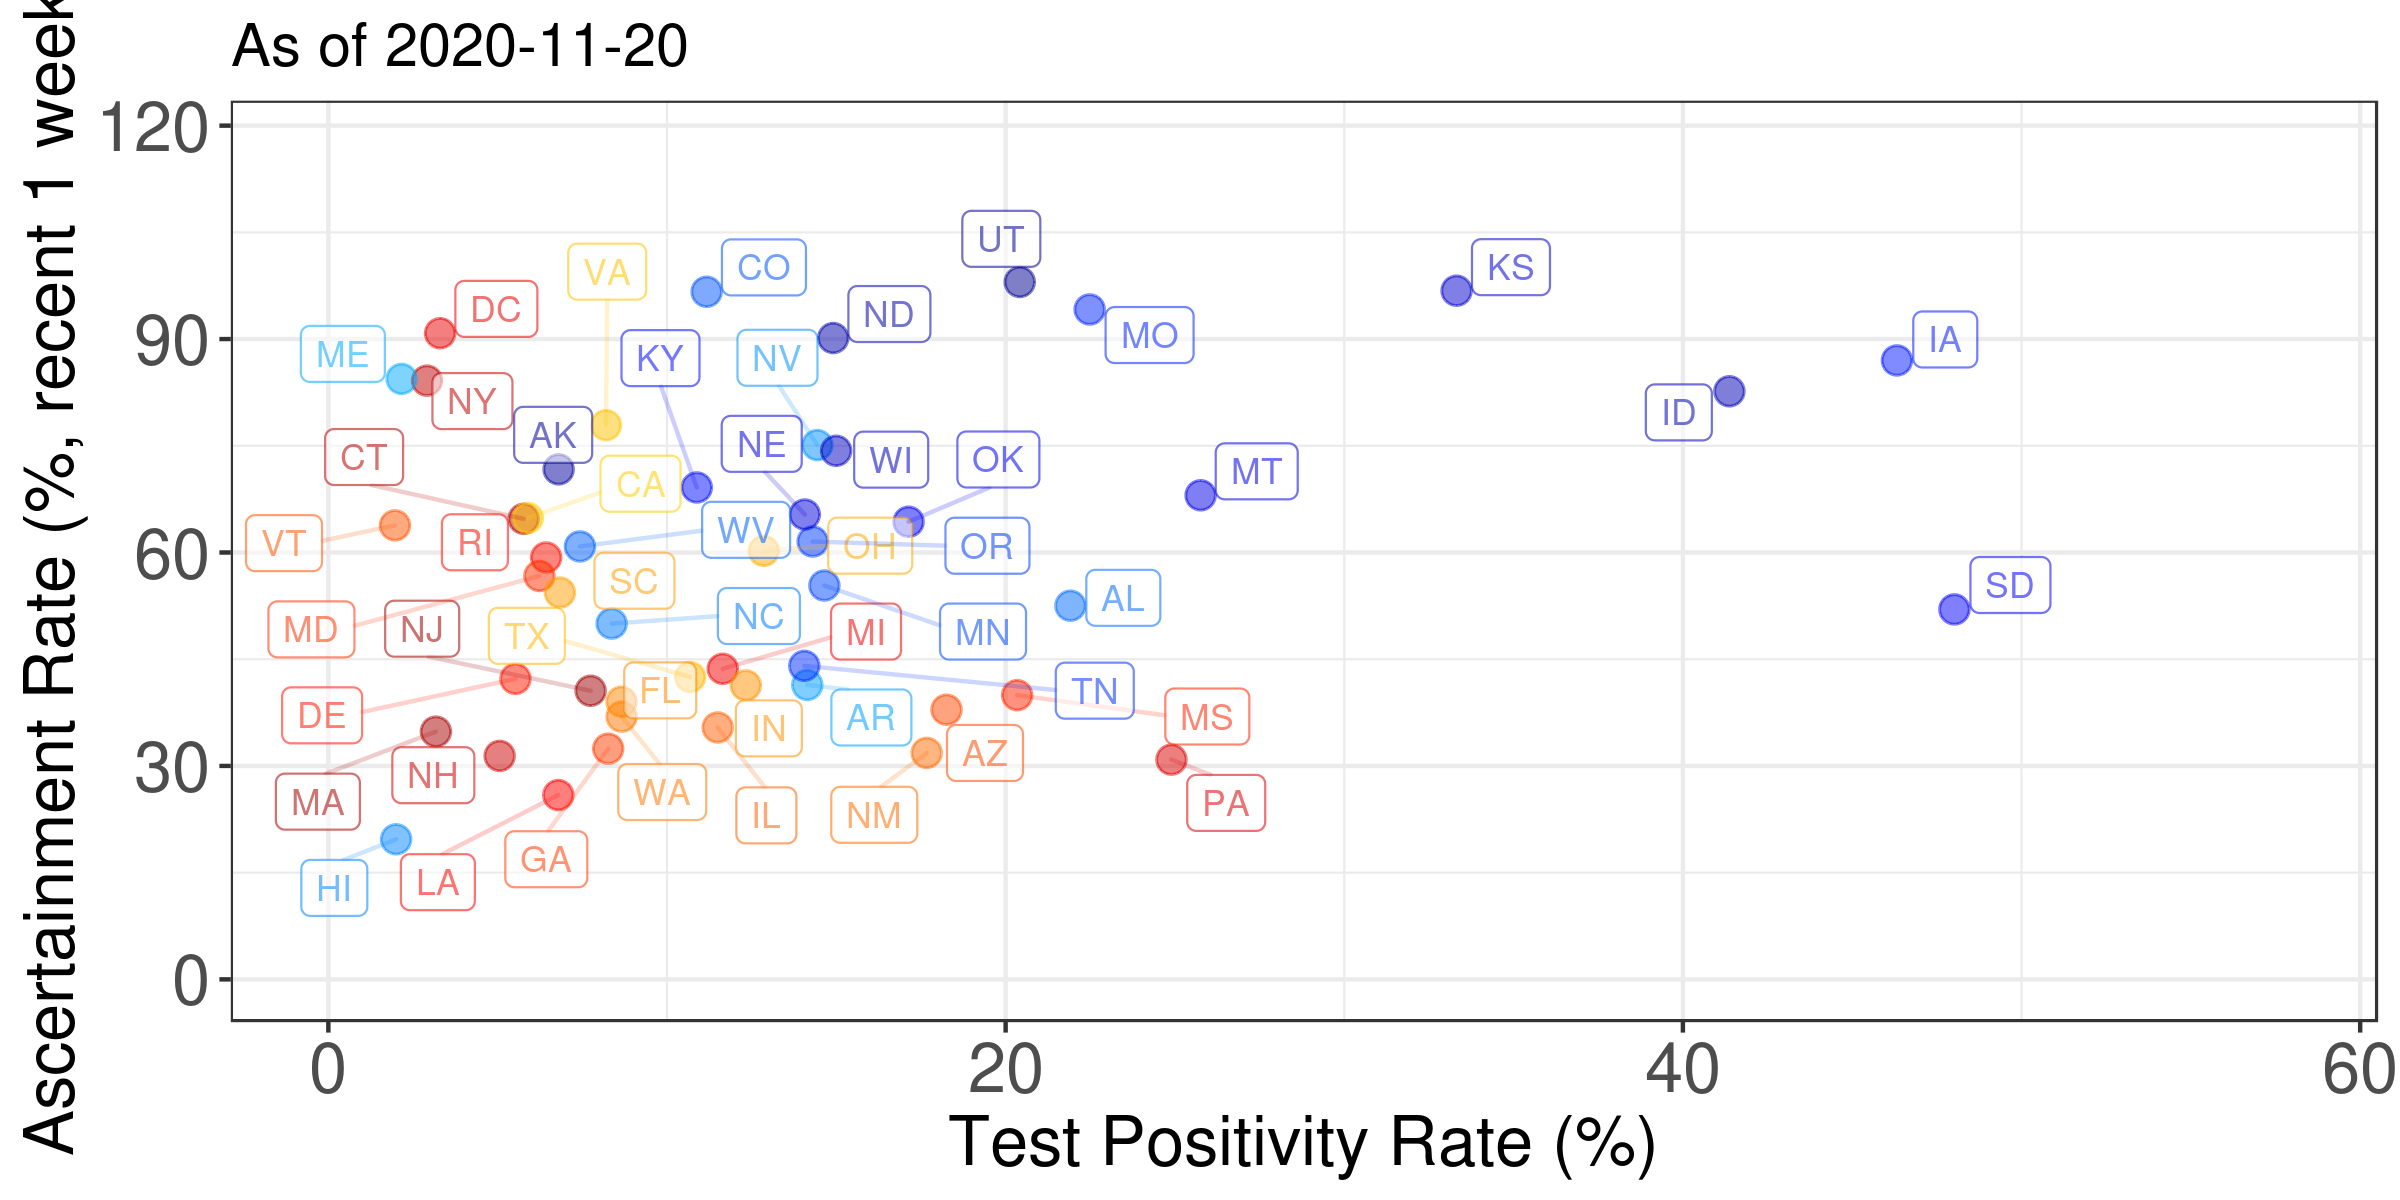 As of 2020-11-20
Ascertainment Rate (%, recent 1 week
120
90
60
30
0
UT
VA
CO
KS
DC
ND
MO
IA
ME
KY
NV
NY
ID
AK
NE
CT
WI
OK
MT
CA
WV
VT
RI
OH
OR
SC
SD
AL
NC
MD
NJ
TX
MI
MN
FL
TN
DE
IN
AR
MS
AZ
NH
WA
MA
IL
NM
PA
GA
LA
HI
0
20
40
60
Test Positivity Rate (%)